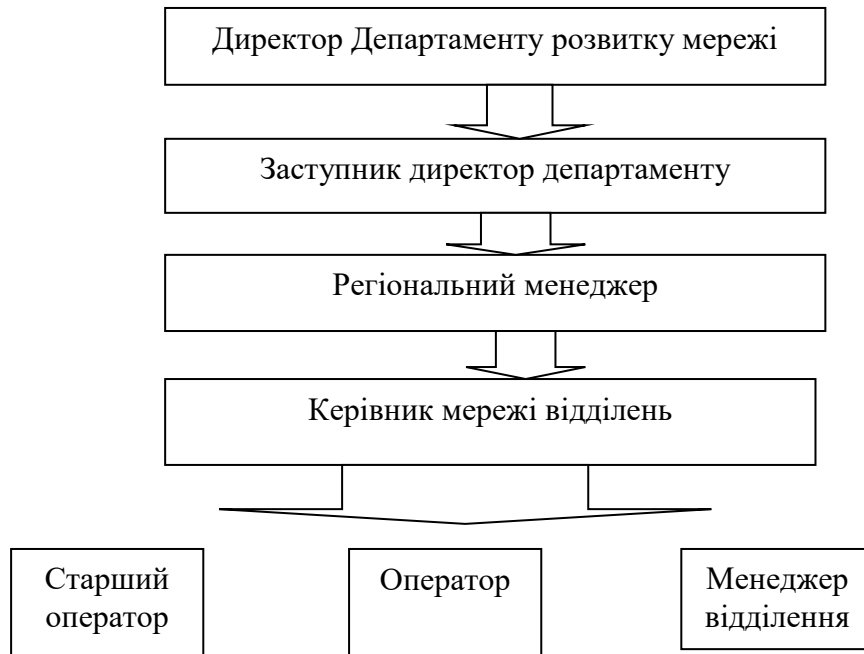 Директор Департаменту розвитку мережі
Заступник директор департаменту
Регіональний менеджер
Керівник мережі відділень
Старший
оператор
Оператор
Менеджер
відділення